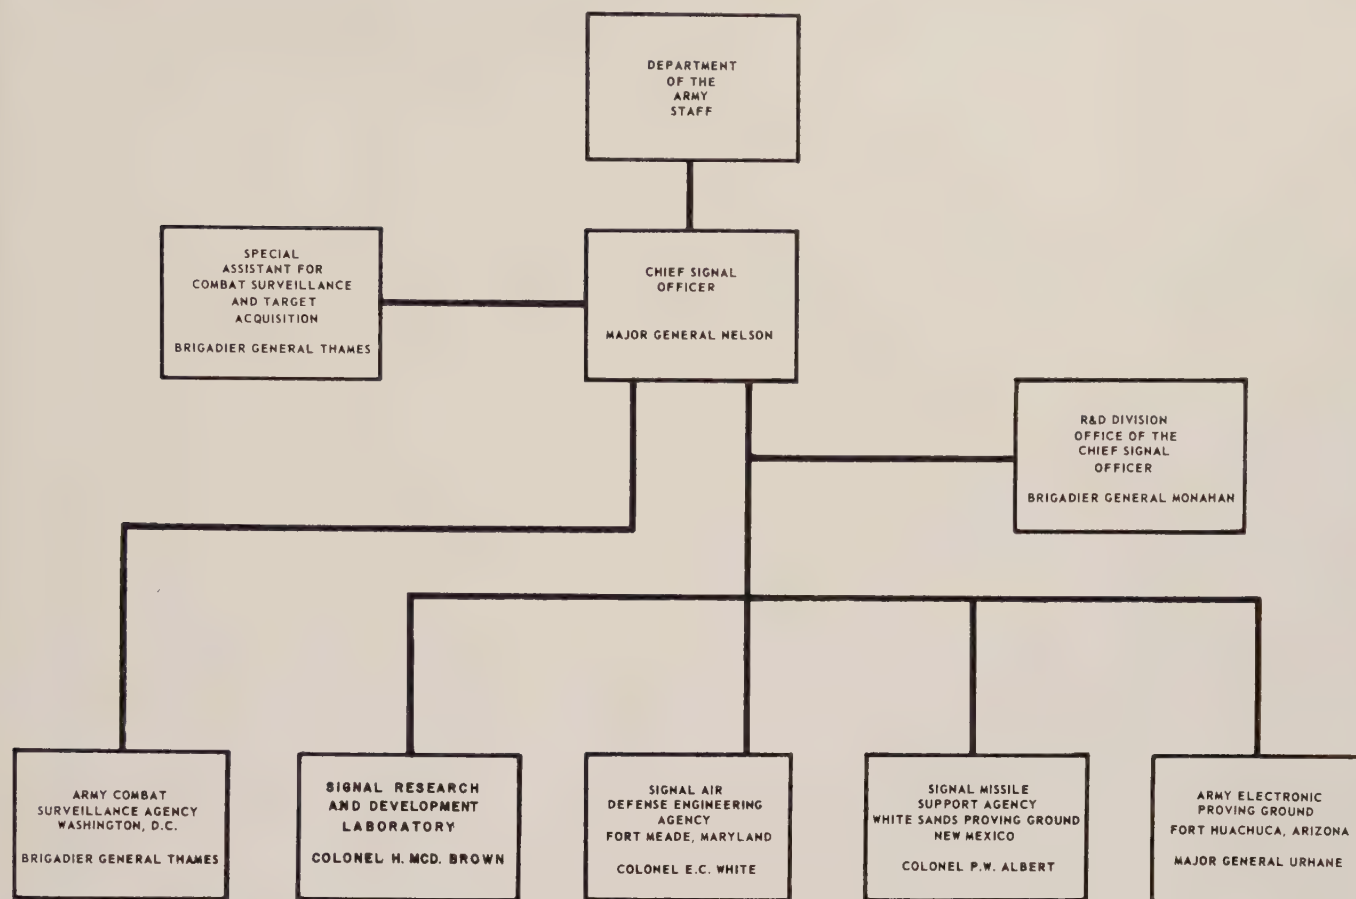 DEPARTMENT
OF THE
ARMY
STAFF
SPECIAL
ASSISTANT FOR
COMBAT SURVEILLANCE
AND TARGET
ACQUISITION
BRIGADIER GENERAL THAMES
CHIEF SIGNAL
OFFICER
MAJOR GENERAL NELSON
R&D DIVISION
OFFICE OF THE
CHIEF SIGNAL
OFFICER
BRIGADIER GENERAL MONAHAN
ARMY COMBAT
SURVEILLANCE AGENCY
WASHINGTON, D.C.
BRIGADIER GENERAL THAMES
SIGNAL RESEARCH
AND DEVELOPMENT
LABORATORY
COLONEL H. MCD. BROWN
SIGNAL AIR
DEFENSE ENGINEERING
AGENCY
FORT MEADE, MARYLAND
COLONEL E.C. WHITE
SIGNAL MISSILE
SUPPORT AGENCY
WHITE SANDS PROVING GROUND
NEW MEXICO
COLONEL P.W. ALBERT
ARMY ELECTRONIC
PROVING GROUND
FORT HUACHUCA, ARIZONA
MAJOR GENERAL URHANE